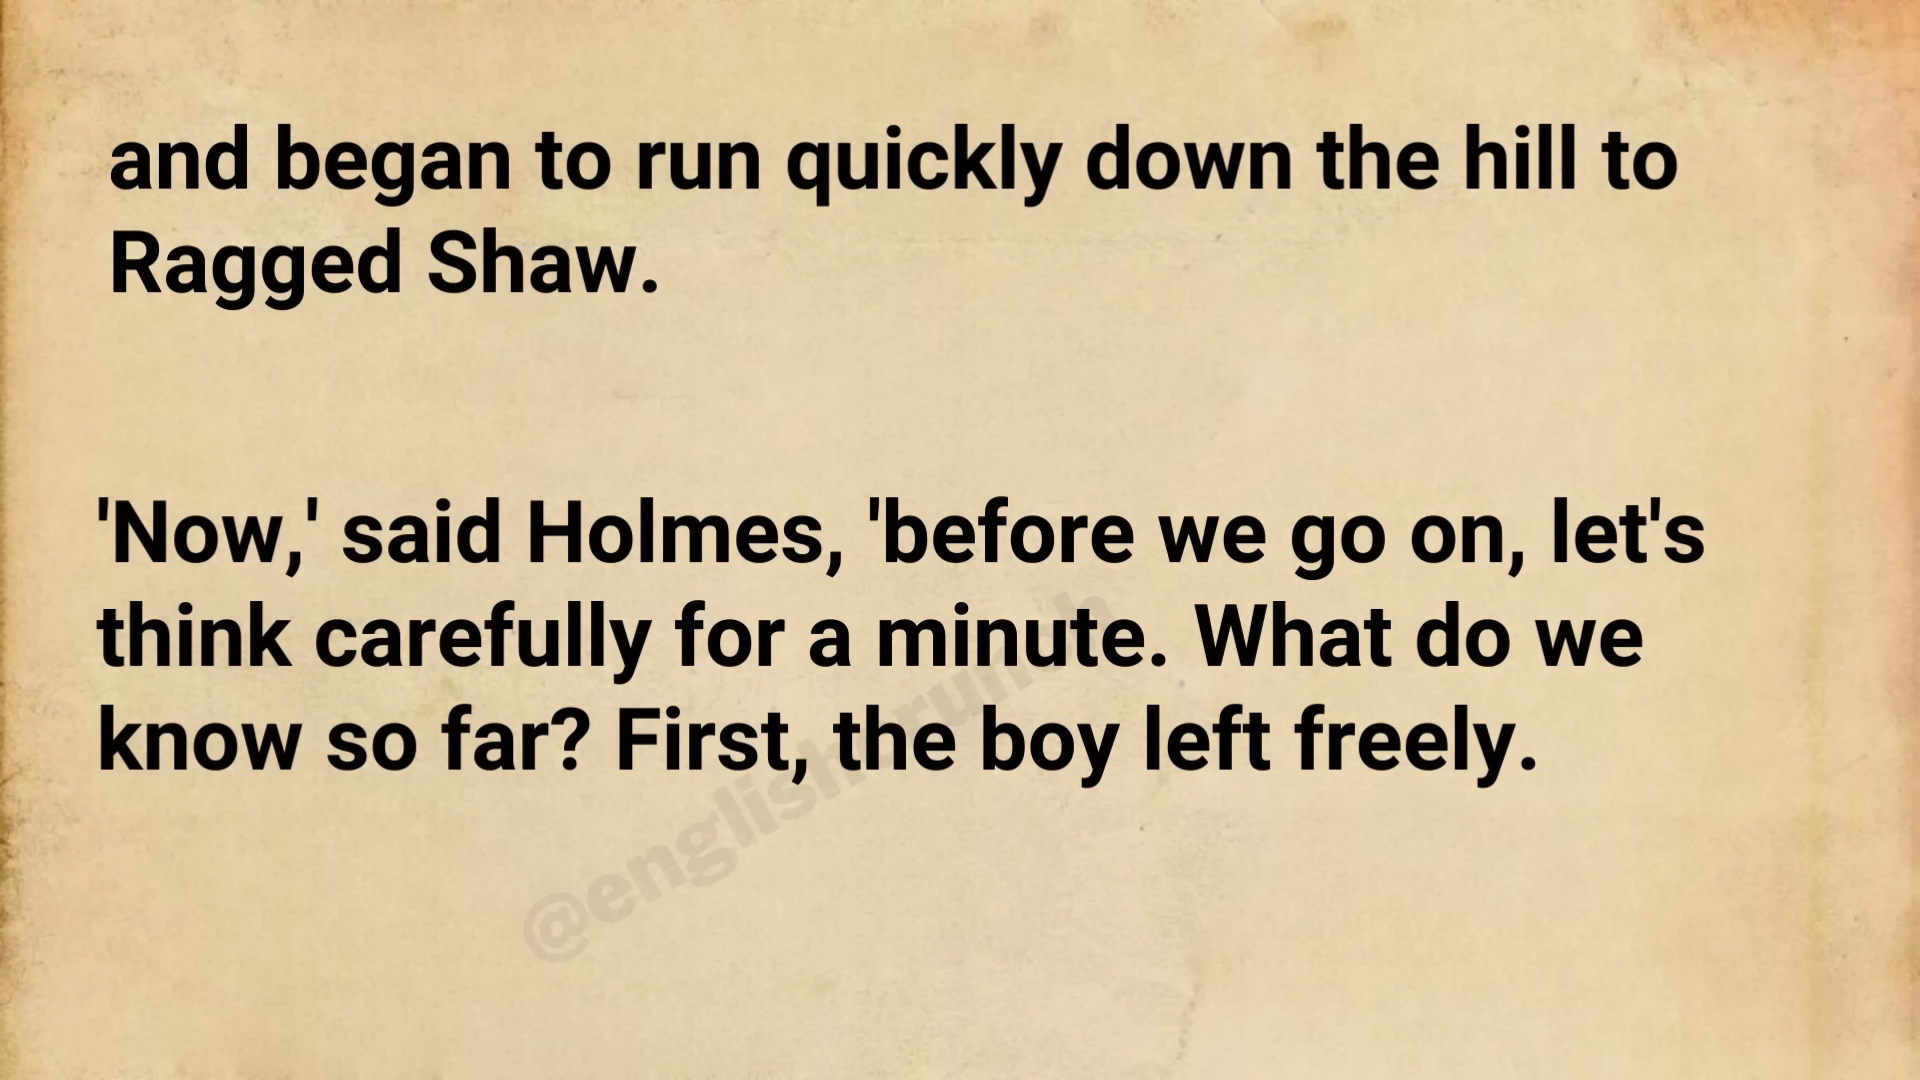 and began to run quickly down the hill to
Ragged Shaw.
'Now,' said Holmes, 'before we go on, let's
think carefully for a minute. What do we
know so far? First, the boy left freely.